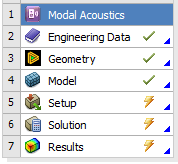 1 Modal Acoustics
2 Engineering Data
3 Geometry
4 Model
5 Setup
6 Solution
7 Results